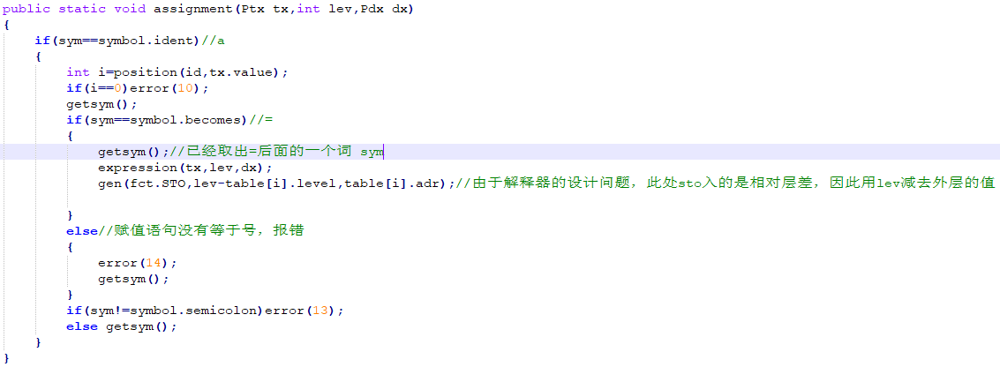 public static void assignment(Ptx tx,int lev,Pdx dx)
{
if(sym==symbol.ident)//a
{
int i=position(id,tx.value);
if(i==0)error(10);
getsym();
if(sym==symbol.becomes)//=
{
getsym();//已经取出=后面的一个词 sym
expression(tx,lev,dx);
gen(fct.STO,lev-table[i].level,table[i].adr);//由于解释器的设计问题，此处sto入的是相对层差，因此用lev减去外层的值
}
else//赋值语句没有等于号，报错
{
error(14);
getsym();
}
if(sym!=symbol.semicolon)error(13);
else getsym();
}
}